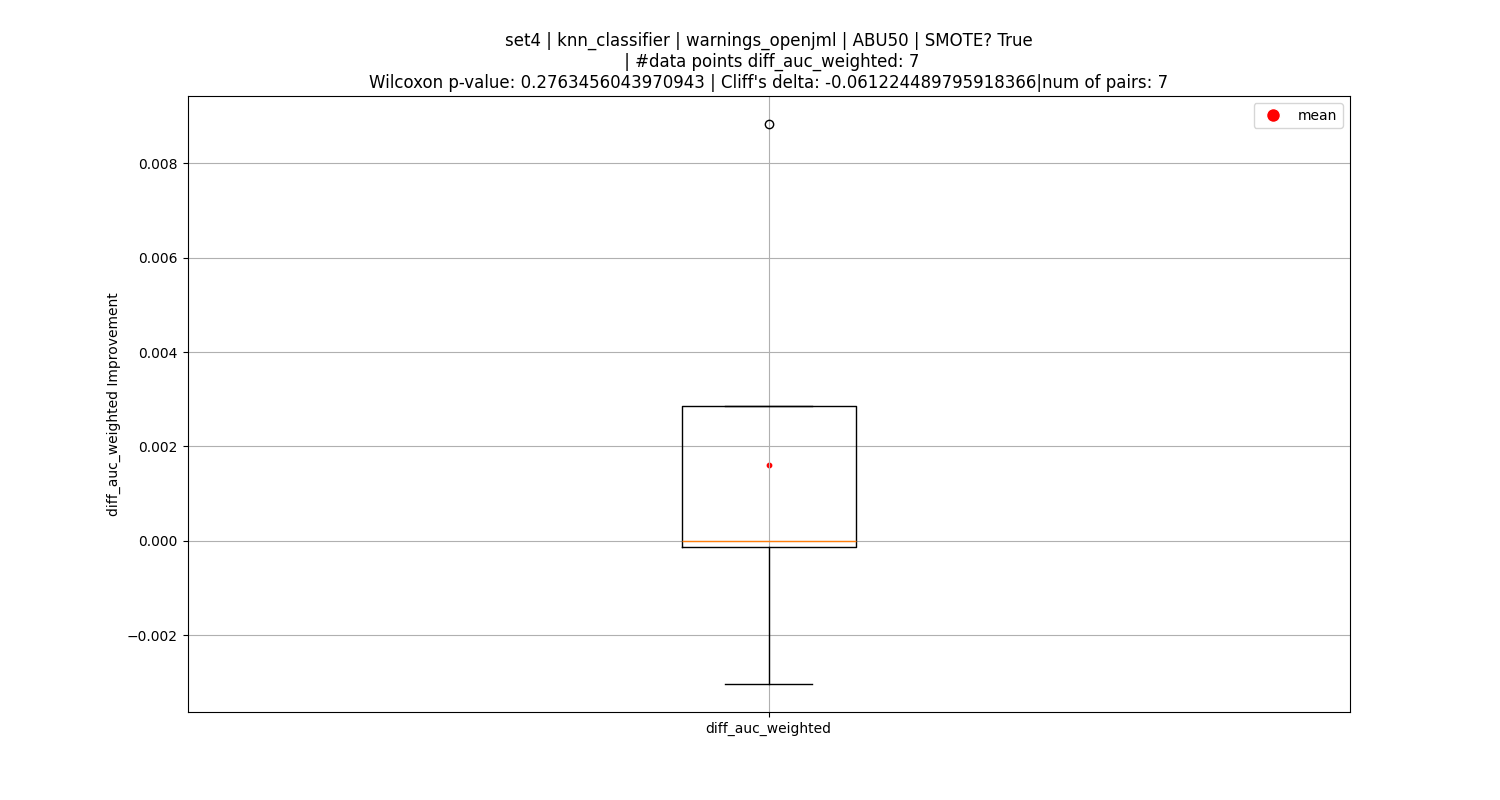 set4 | knn_classifier | warnings_openjml | ABU50 | SMOTE? True
| #data points diff_auc_weighted: 7
Wilcoxon p-value: 0.2763456043970943 | Cliff's delta: -0.061224489795918366|num of pairs: 7
mean
0.008
0.006
0.004
0.002
0.000
−0.002
diff_auc_weighted Improvement
diff_auc_weighted